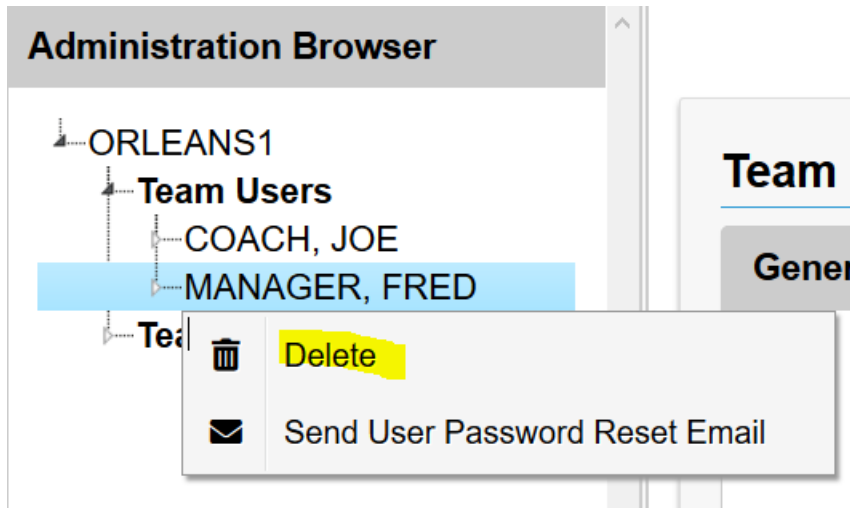 Administration Browser
ORLEANS1
Team Users
COACH, JOE
MANAGER, FRED
Delete
Send User Password Reset Email
Team